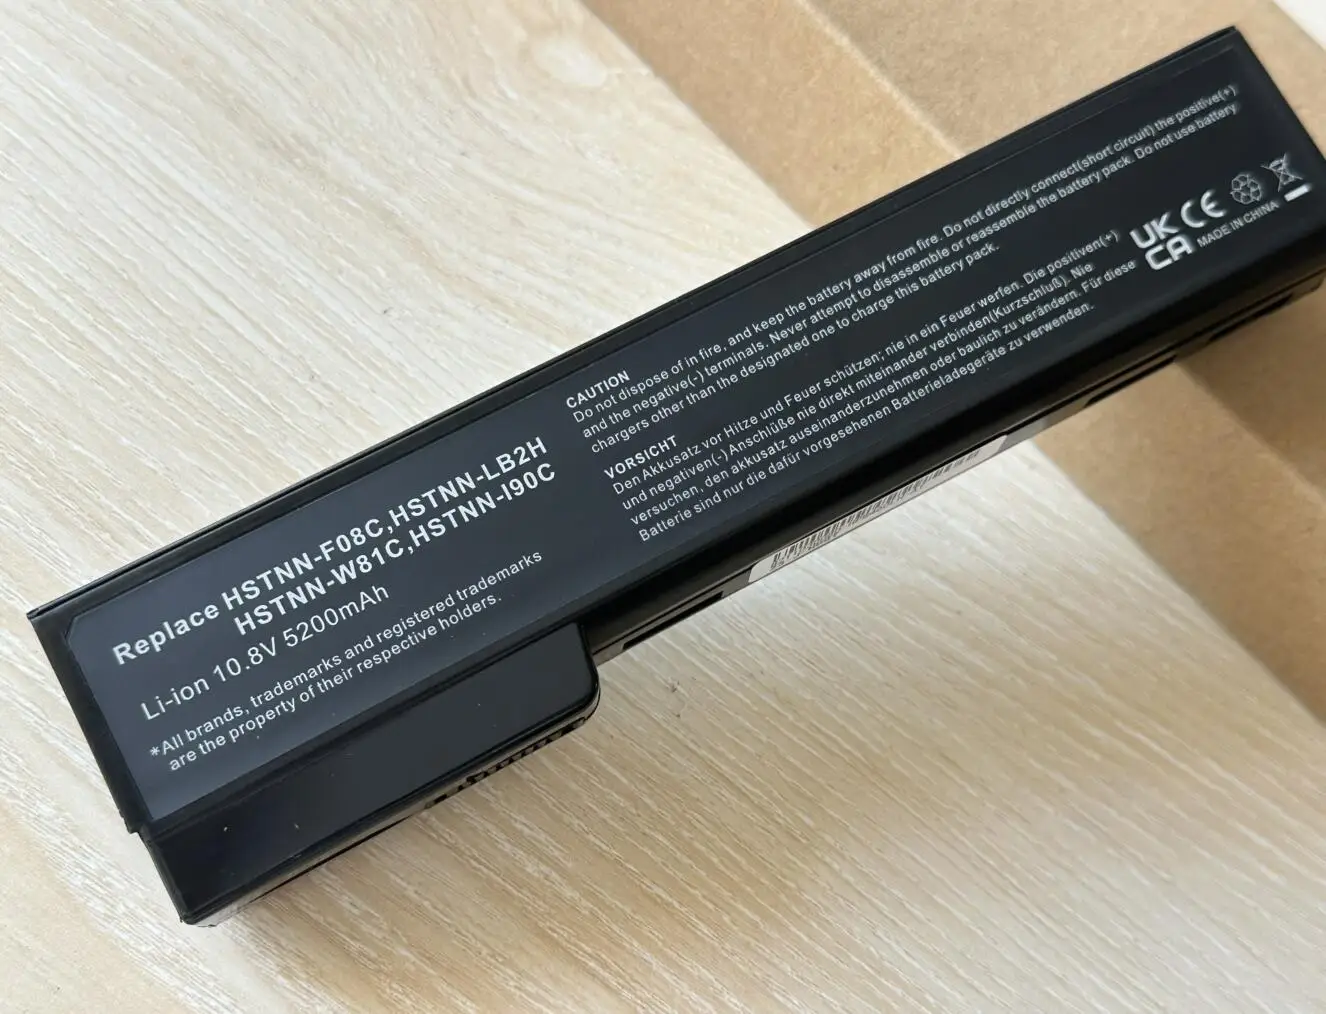 Replace HSTNN-F08C,HSTNN-LB2H
HSTNN-W81C,HSTNN-I90C
Li-ion 10.8V 5200mAh
*All brands, trademarks and registered trademarks
are the property of their respective holders.
CAUTION
Do not dispose of in fire, and keep the battery away from fire. Do not directly connect(short circuit) the positive(+)
and the negative(-) terminals. Never attempt to disassemble or reassemble the battery pack. Do not use battery
chargers other than the designated one to charge this battery pack.
VORSICHT
Den Akkusatz vor Hitze und Feuer schützen; nie in ein Feuer werfen. Die positiven(+)
und negativen(-) Anschlüße nie direkt miteinander verbinden(Kurzschluß). Nie
versuchen, den akkusatz auseinanderzunehmen oder baulich zu verändern. Für diese
Batterie sind nur die dafür vorgesehenen Batterieladegeräte zu verwenden.
UK
CA
CE
MADE IN CHINA